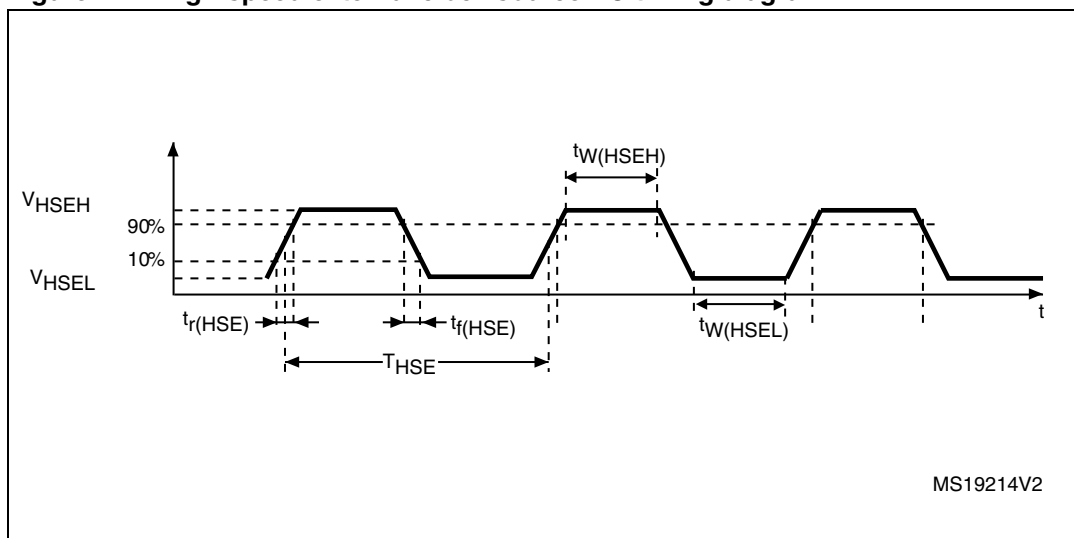 tW(HSEH)
VHSEH
90%
10%
VHSEL
tr(HSE)
tf(HSE)
tW(HSEL)
t
THSE
MS19214V2